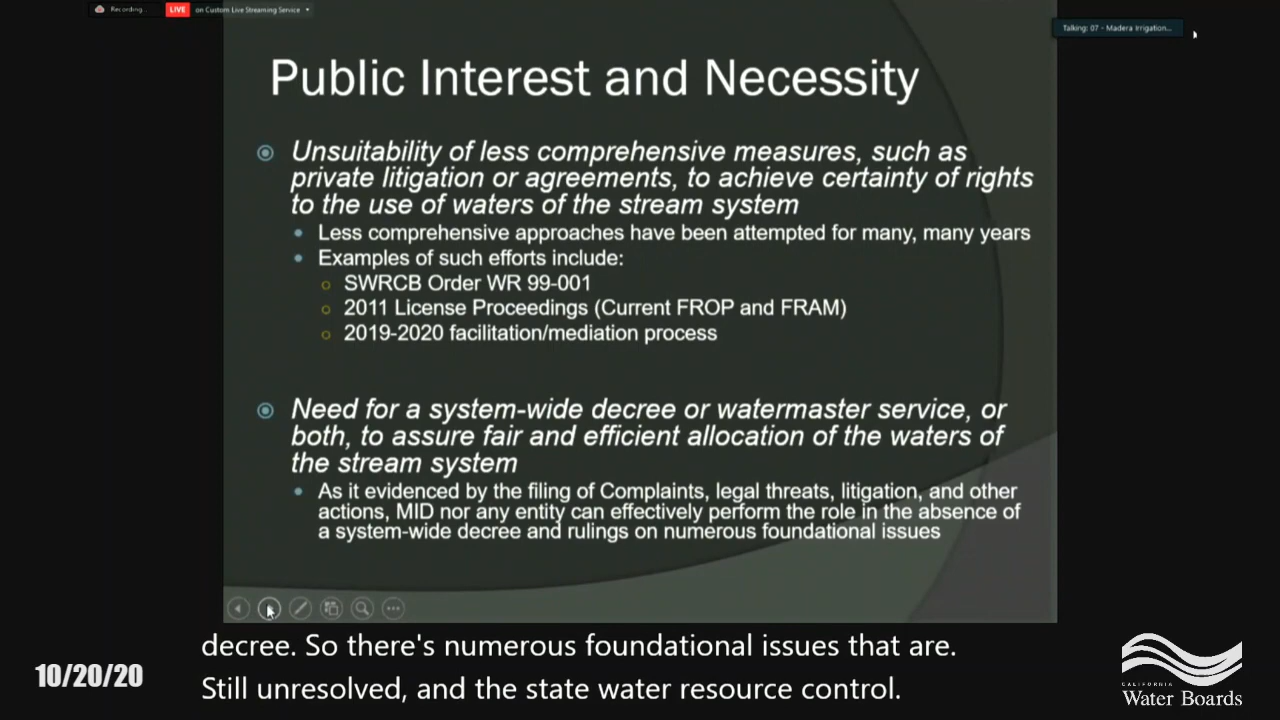 Recording...
LIVE
on Custom Live Streaming Service
Talking: 07 - Madera Irrigation...
Public Interest and Necessity
Unsuitability of less comprehensive measures, such as
private litigation or agreements, to achieve certainty of rights
to the use of waters of the stream system
Less comprehensive approaches have been attempted for many, many years
Examples of such efforts include:
SWRCB Order WR 99-001
2011 License Proceedings (Current FROP and FRAM)
2019-2020 facilitation/mediation process
Need for a system-wide decree or watermaster service, or
both, to assure fair and efficient allocation of the waters of
the stream system
As it evidenced by the filing of Complaints, legal threats, litigation, and other
actions, MID nor any entity can effectively perform the role in the absence of
a system-wide decree and rulings on numerous foundational issues
decree. So there's numerous foundational issues that are.
Still unresolved, and the state water resource control.
10/20/20
CALIFORNIA
Water Boards